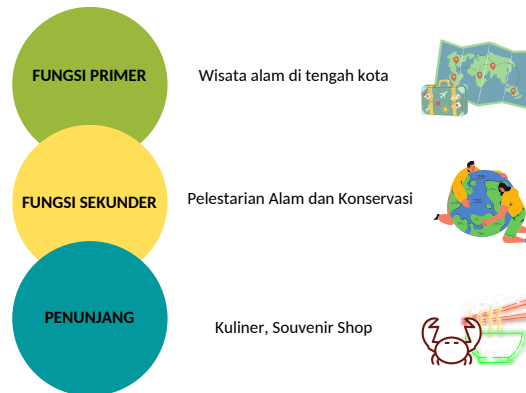 FUNGSI PRIMER
Wisata alam di tengah kota
FUNGSI SEKUNDER
Pelestarian Alam dan Konservasi
PENUNJANG
Kuliner, Souvenir Shop